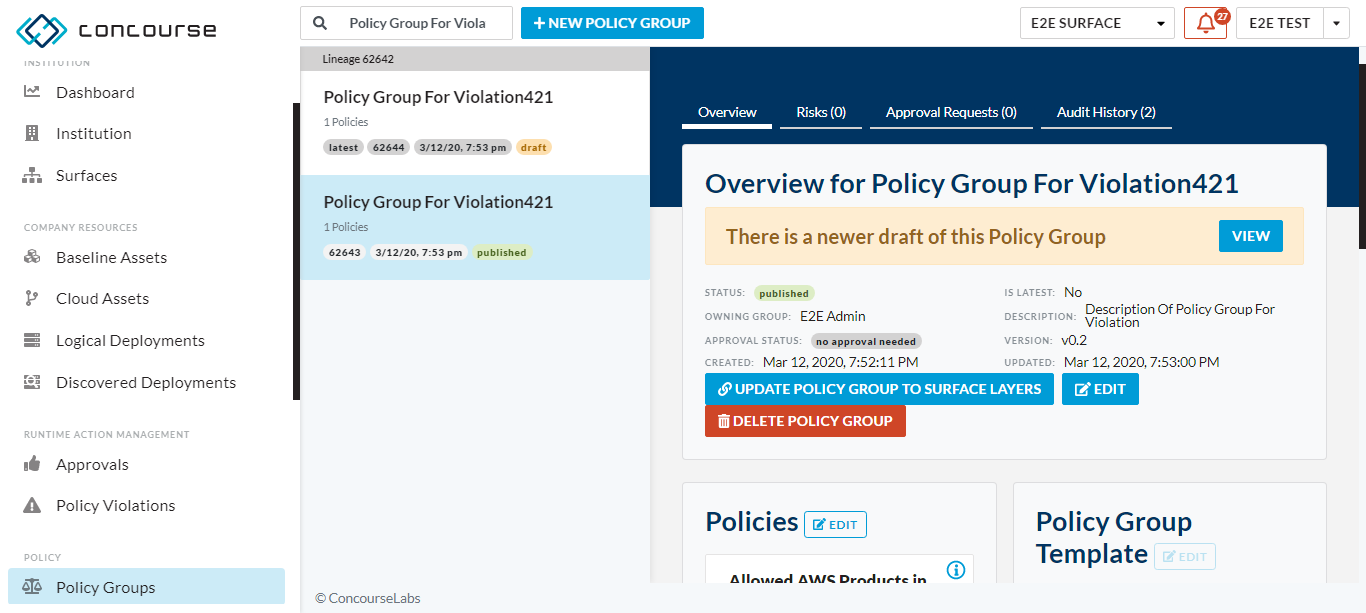 concourse
Policy Group For Viola
NEW POLICY GROUP
E2E SURFACE
27
E2E TEST
INSTITUTION
Dashboard
Institution
Surfaces
COMPANY RESOURCES
Baseline Assets
Cloud Assets
Logical Deployments
Discovered Deployments
RUNTIME ACTION MANAGEMENT
Approvals
Policy Violations
POLICY
Policy Groups
Lineage 62642
Policy Group For Violation421
1 Policies
latest 62644 3/12/20, 7:53 pm draft
Policy Group For Violation421
1 Policies
62643 3/12/20, 7:53 pm published
© ConcourseLabs
Overview Risks (0) Approval Requests (0) Audit History (2)
Overview for Policy Group For Violation421
There is a newer draft of this Policy Group VIEW
STATUS: published
OWNING GROUP: E2E Admin
APPROVAL STATUS: no approval needed
CREATED: Mar 12, 2020, 7:52:11 PM
IS LATEST: No
DESCRIPTION: Description Of Policy Group For
Violation
VERSION: v0.2
UPDATED: Mar 12, 2020, 7:53:00 PM
UPDATE POLICY GROUP TO SURFACE LAYERS EDIT
DELETE POLICY GROUP
Policies EDIT
Allowed AWS Products in
Policy Group
Template EDIT